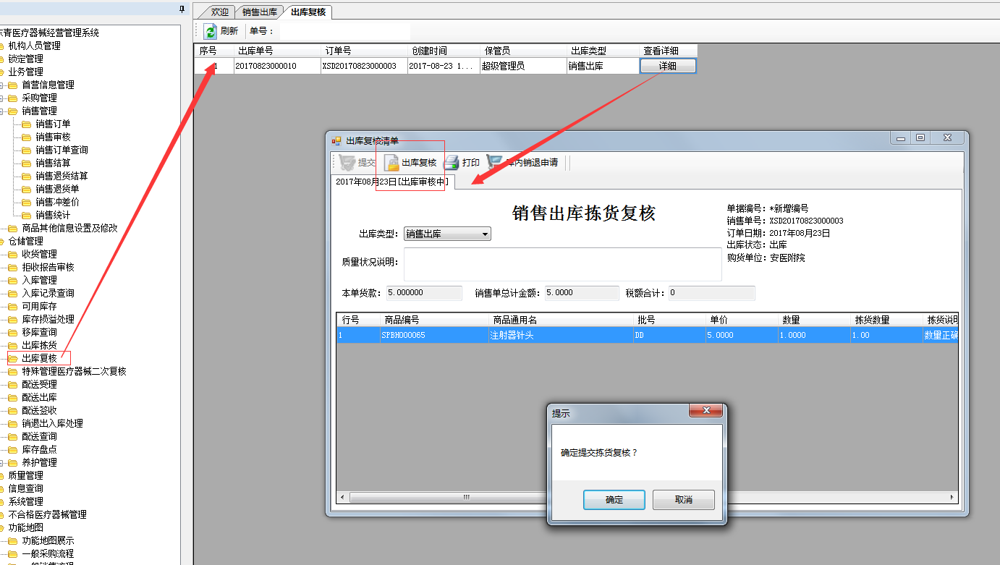 东青医疗器械经营管理系统
机构人员管理
锁定管理
业务管理
首营信息管理
采购管理
销售管理
销售订单
销售审核
销售订单查询
销售结算
销售退货结算
销售退货单
销售冲差价
销售统计
商品其他信息设置及修改
仓储管理
收货管理
拒收报告审核
入库管理
入库记录查询
可用库存
库存损溢处理
移库查询
出库拣货
出库复核
特殊管理医疗器械二次复核
配送受理
配送出库
配送签收
销退出入库处理
配送查询
库存盘点
养护管理
质量管理
信息查询
系统管理
不合格医疗器械管理
功能地图
功能地图展示
一般采购流程
一般销售流程
欢迎 销售出库 出库复核
刷新 单号：
序号 出库单号 订单号 创建时间 保管员 出库类型 查看详细
1 20170823000010 XSD20170823000003 2017-08-23 1... 超级管理员 销售出库 详细
出库复核清单
提交 出库复核 打印 库内销退申请
2017年08月23日[出库审核中]
销售出库拣货复核
单据编号：*新增编号
销售单号：XSD20170823000003
订单日期：2017年08月23日
出库状态：出库
购货单位：安医附院
出库类型：销售出库
质量状况说明：
本单货款：5.000000 销售单总计金额：5.0000 税额合计：0
行号 商品编号 商品通用名 批号 单价 数量 拣货数量 拣货说明
1 SPBH000065 注射器针头 DD 5.0000 1.0000 1.00 数量正确
提示
确定提交拣货复核？
确定 取消